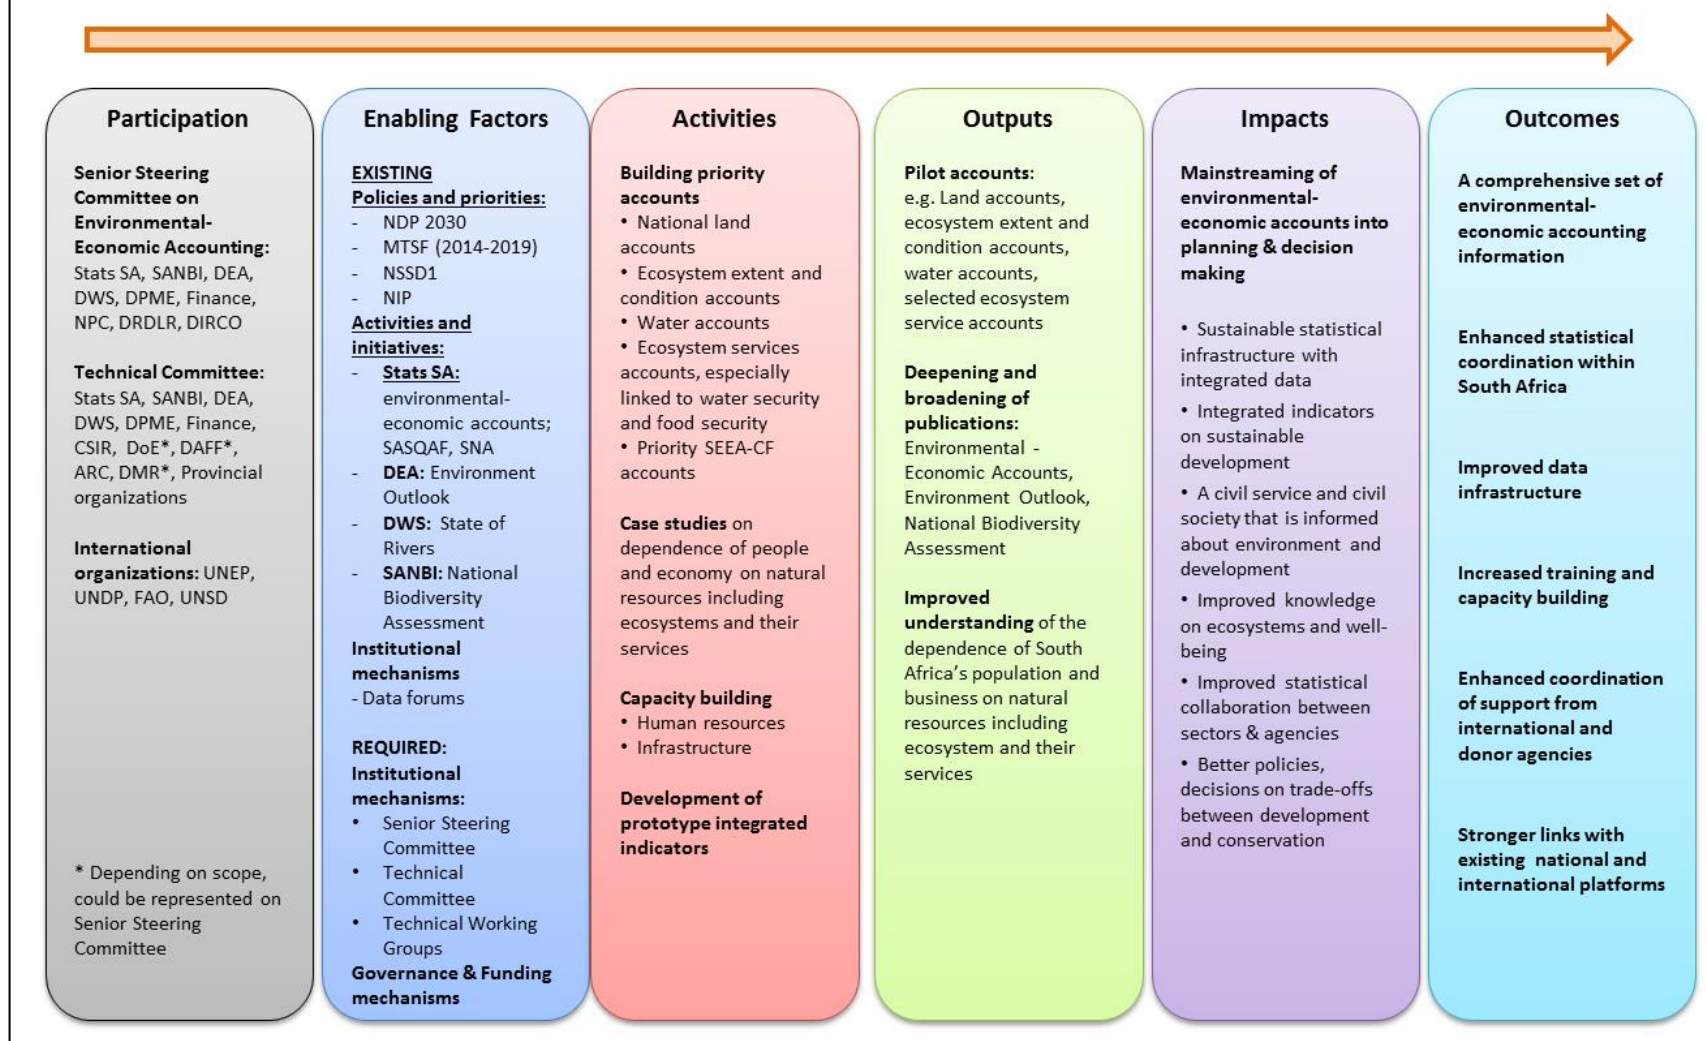 Participation
Senior Steering
Committee on
Environmental-
Economic Accounting:
Stats SA, SANBI, DEA,
DWS, DPME, Finance,
NPC, DRDLR, DIRCO
Technical Committee:
Stats SA, SANBI, DEA,
DWS, DPME, Finance,
CSIR, DoE*, DAFF*,
ARC, DMR*, Provincial
organizations
International
organizations: UNEP,
UNDP, FAO, UNSD
* Depending on scope,
could be represented on
Senior Steering
Committee
Enabling Factors
EXISTING
Policies and priorities:
- NDP 2030
- MTSF (2014-2019)
- NSSD1
- NIP
Activities and
initiatives:
- Stats SA:
environmental-
economic accounts;
SASQAF, SNA
- DEA: Environment
Outlook
- DWS: State of
Rivers
- SANBI: National
Biodiversity
Assessment
Institutional
mechanisms
- Data forums
REQUIRED:
Institutional
mechanisms:
• Senior Steering
Committee
• Technical
Committee
• Technical Working
Groups
Governance & Funding
mechanisms
Activities
Building priority
accounts
• National land
accounts
• Ecosystem extent and
condition accounts
• Water accounts
• Ecosystem services
accounts, especially
linked to water security
and food security
• Priority SEEA-CF
accounts
Case studies on
dependence of people
and economy on natural
resources including
ecosystems and their
services
Capacity building
• Human resources
• Infrastructure
Development of
prototype integrated
indicators
Outputs
Pilot accounts:
e.g. Land accounts,
ecosystem extent and
condition accounts,
water accounts,
selected ecosystem
service accounts
Deepening and
broadening of
publications:
Environmental -
Economic Accounts,
Environment Outlook,
National Biodiversity
Assessment
Improved
understanding of the
dependence of South
Africa's population and
business on natural
resources including
ecosystem and their
services
Impacts
Mainstreaming of
environmental-
economic accounts into
planning & decision
making
• Sustainable statistical
infrastructure with
integrated data
• Integrated indicators
on sustainable
development
• A civil service and civil
society that is informed
about environment and
development
• Improved knowledge
on ecosystems and well-
being
• Improved statistical
collaboration between
sectors & agencies
• Better policies,
decisions on trade-offs
between development
and conservation
Outcomes
A comprehensive set of
environmental-
economic accounting
information
Enhanced statistical
coordination within
South Africa
Improved data
infrastructure
Increased training and
capacity building
Enhanced coordination
of support from
international and
donor agencies
Stronger links with
existing national and
international platforms